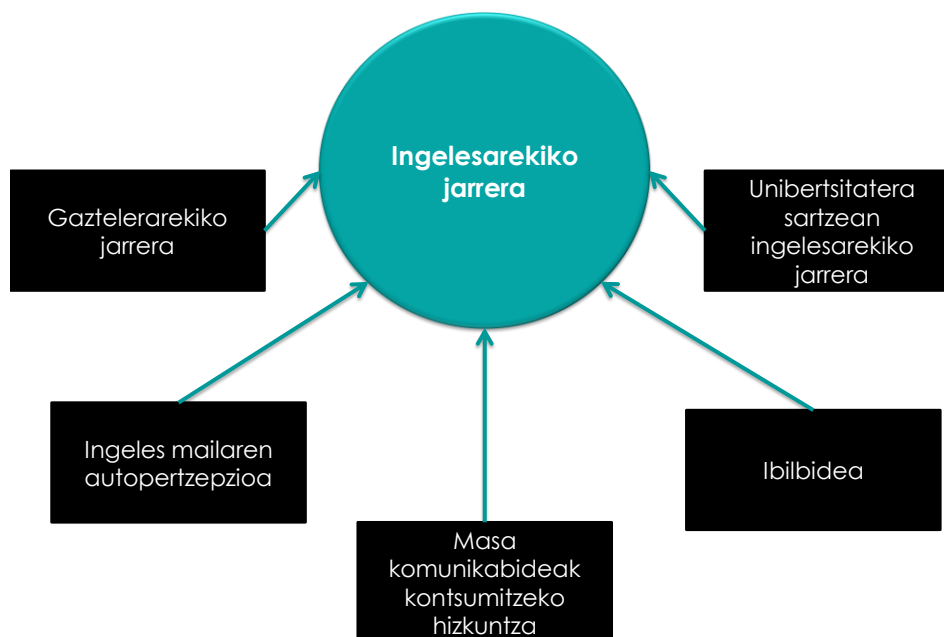 Ingelesarekiko
jarrera
Gaztelerarekiko
jarrera
Unibertsitatera
sartzean
ingelesarekiko
jarrera
Ingeles mailaren
autopertzepzioa
Masa
komunikabideak
kontsumitzeko
hizkuntza
Ibilbidea